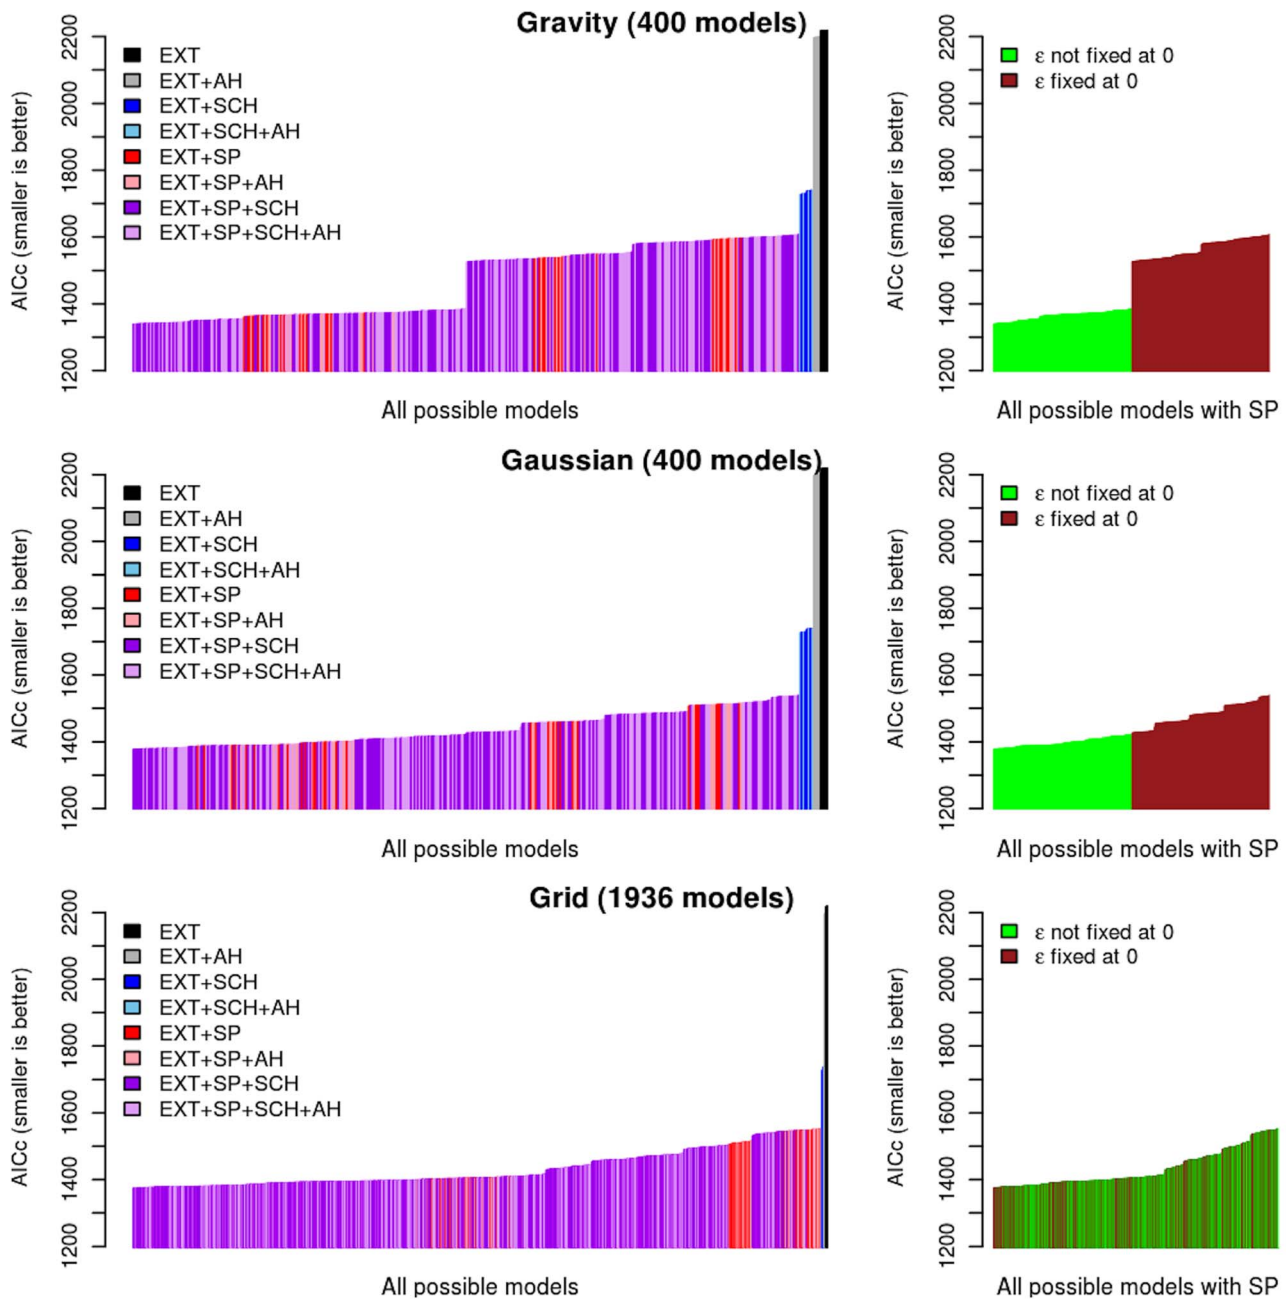 Gravity (400 models)
AICc (smaller is better)
1200 1400 1600 1800 2000 2200
EXT
EXT+AH
EXT+SCH
EXT+SCH+AH
EXT+SP
EXT+SP+AH
EXT+SP+SCH
EXT+SP+SCH+AH
All possible models
AICc (smaller is better)
1200 1400 1600 1800 2000 2200
ε not fixed at 0
ε fixed at 0
All possible models with SP
Gaussian (400 models)
AICc (smaller is better)
1200 1400 1600 1800 2000 2200
EXT
EXT+AH
EXT+SCH
EXT+SCH+AH
EXT+SP
EXT+SP+AH
EXT+SP+SCH
EXT+SP+SCH+AH
All possible models
AICc (smaller is better)
1200 1400 1600 1800 2000 2200
ε not fixed at 0
ε fixed at 0
All possible models with SP
Grid (1936 models)
AICc (smaller is better)
1200 1400 1600 1800 2000 2200
EXT
EXT+AH
EXT+SCH
EXT+SCH+AH
EXT+SP
EXT+SP+AH
EXT+SP+SCH
EXT+SP+SCH+AH
All possible models
AICc (smaller is better)
1200 1400 1600 1800 2000 2200
ε not fixed at 0
ε fixed at 0
All possible models with SP